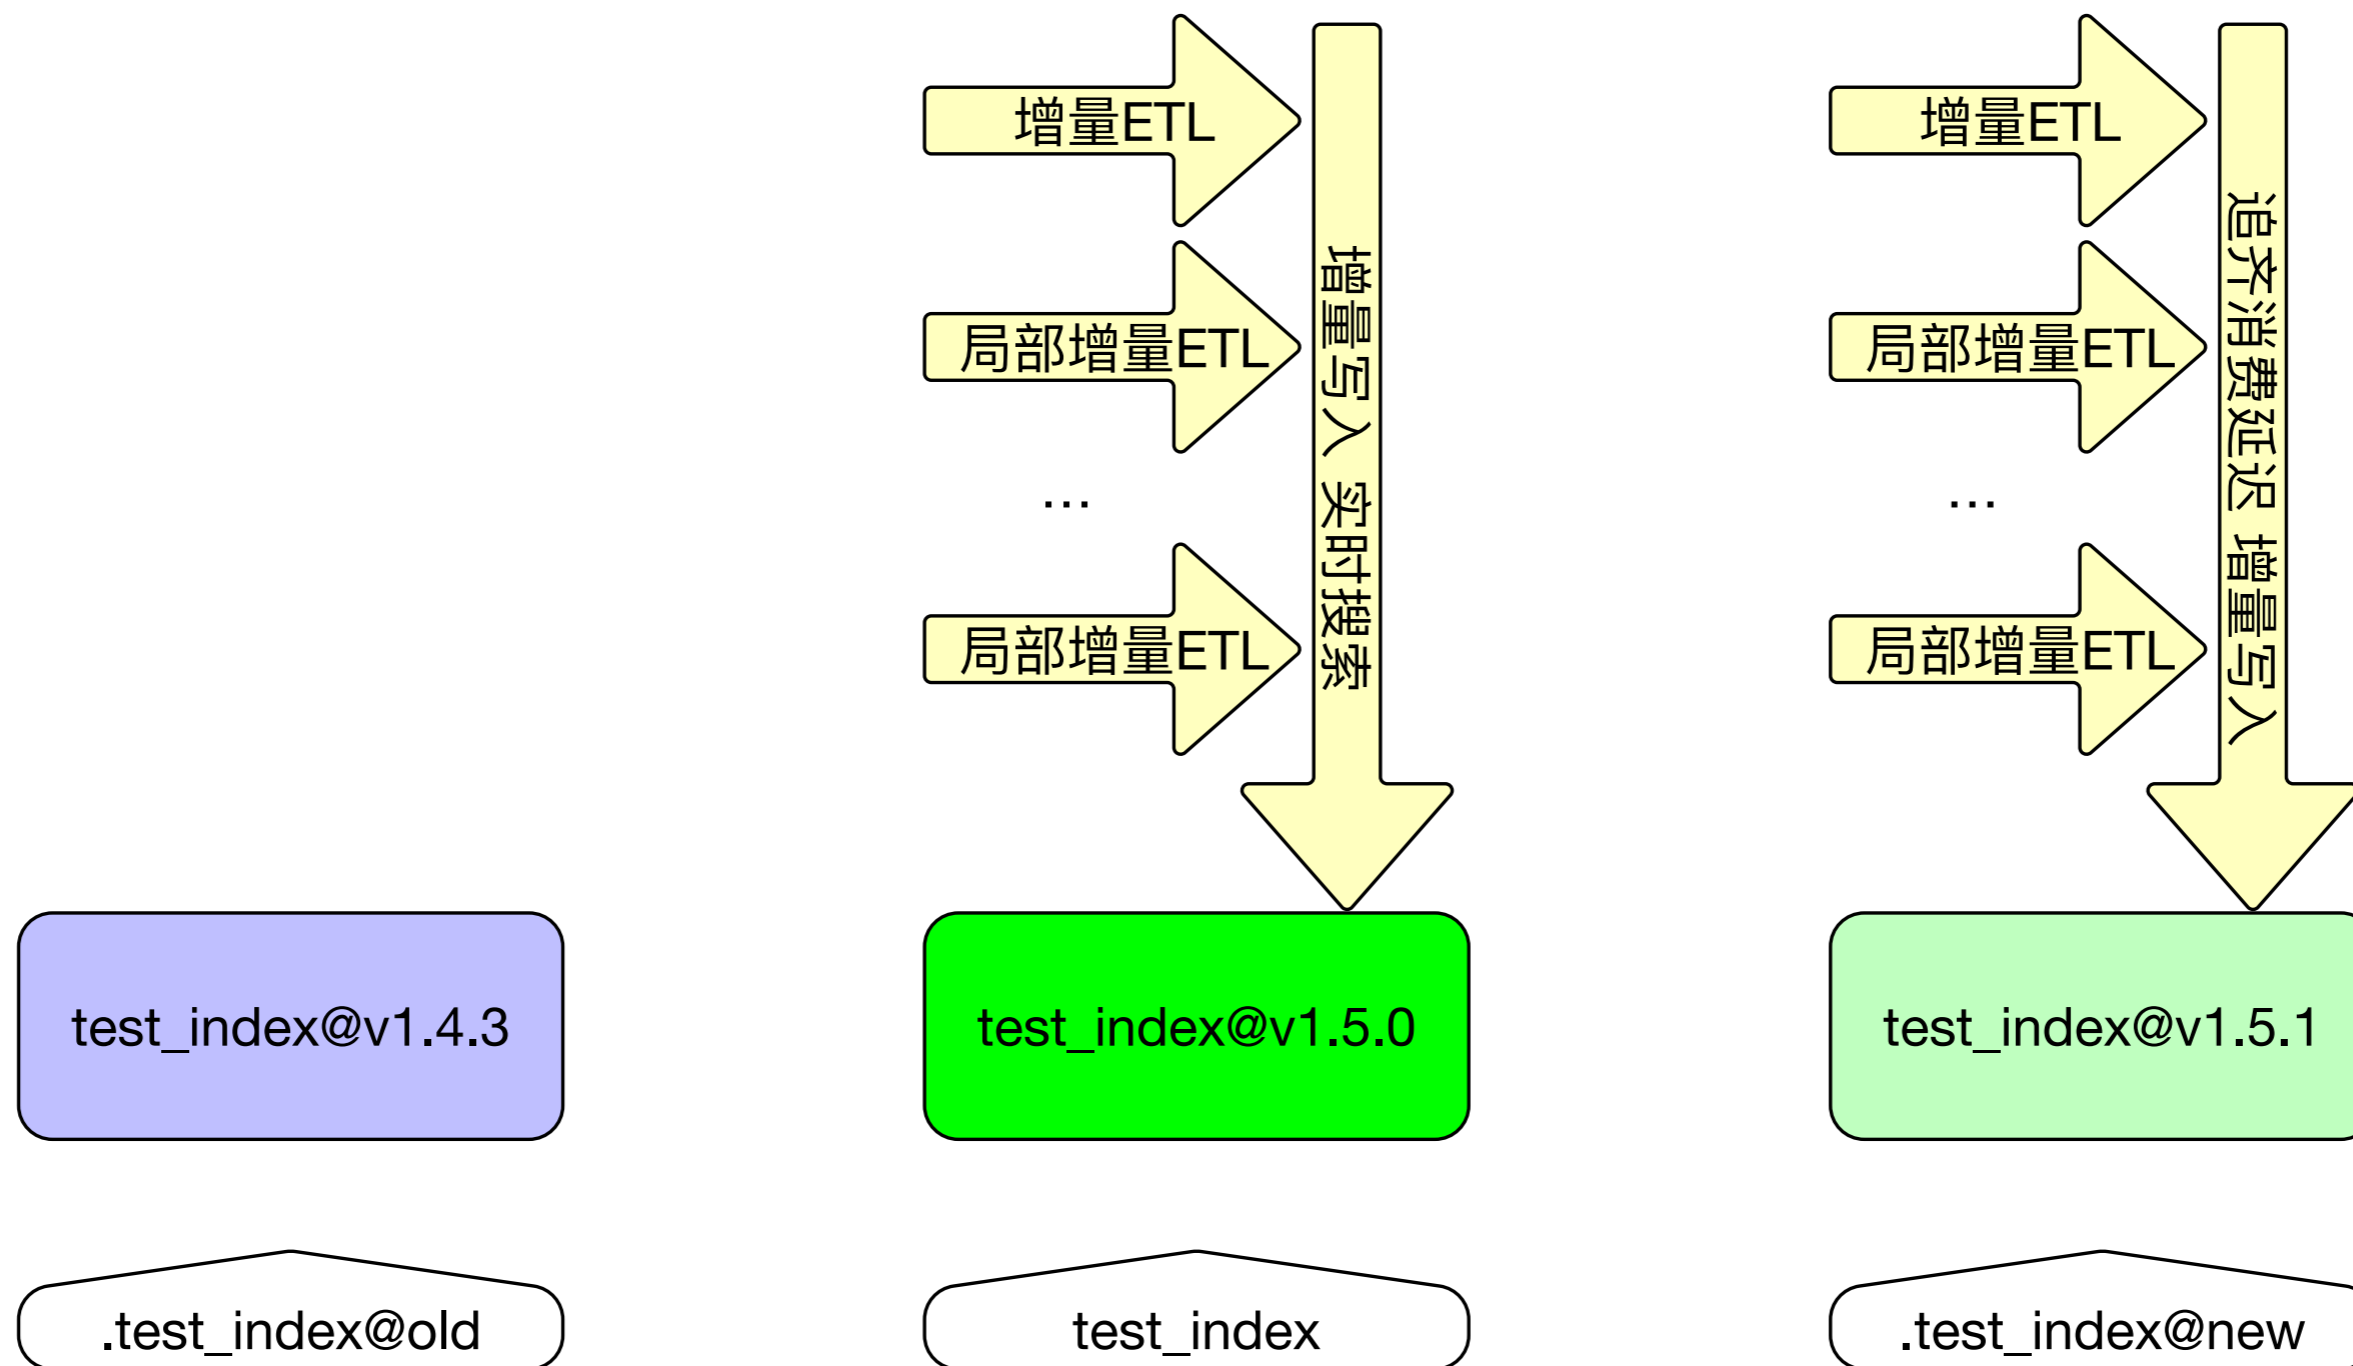 增量ETL
局部增量ETL
…
局部增量ETL
增量写入 实时搜索
增量ETL
局部增量ETL
…
局部增量ETL
追产消费延迟 增量写入
test_index@v1.4.3
test_index@v1.5.0
test_index@v1.5.1
.test_index@old
test_index
.test_index@new